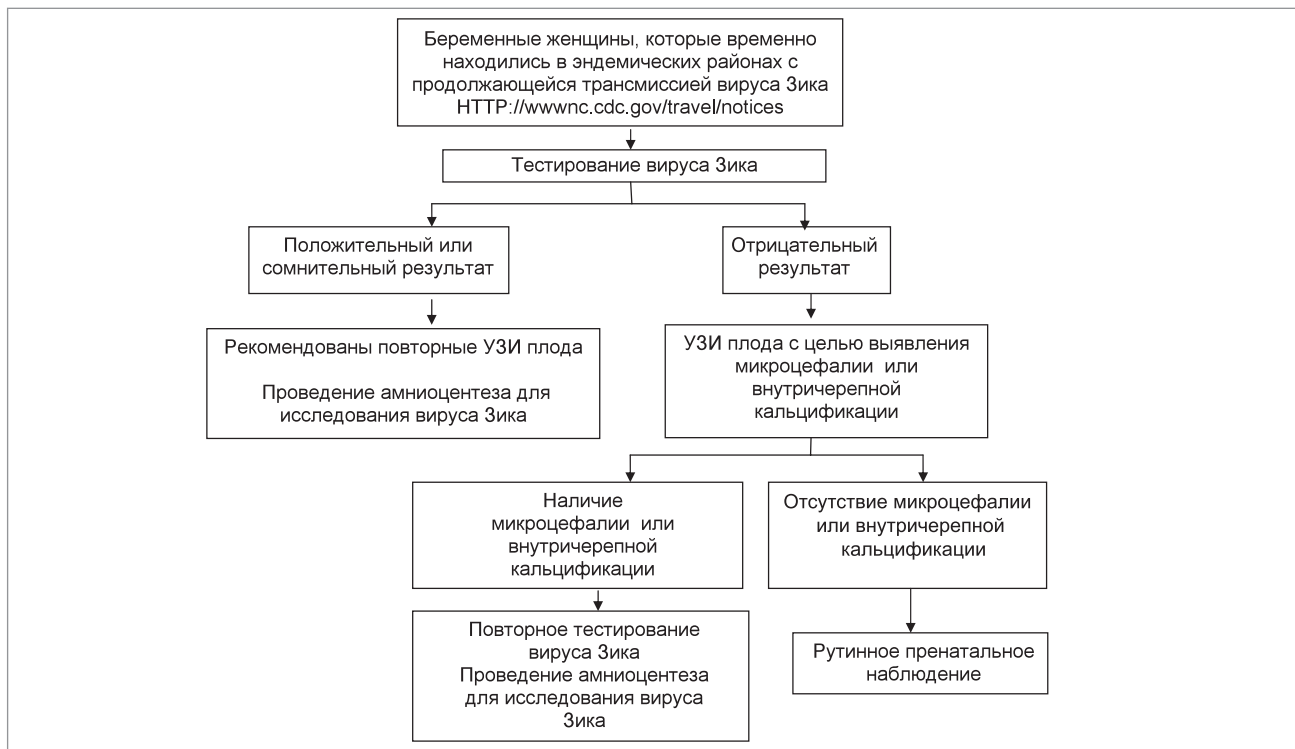 Беременные женщины, которые временно
находились в эндемических районах с
продолжающейся трансмиссией вируса Зика
HTTP://wwwnc.cdc.gov/travel/notices
Тестирование вируса Зика
Положительный или
сомнительный результат
Отрицательный
результат
Рекомендованы повторные УЗИ плода
Проведение амниоцентеза для
исследования вируса Зика
УЗИ плода с целью выявления
микроцефалии или
внутричерепной
кальцификации
Наличие
микроцефалии или
внутричерепной
кальцификации
Отсутствие микроцефалии
или внутричерепной
кальцификации
Повторное тестирование
вируса Зика
Проведение амниоцентеза
для исследования вируса
Зика
Рутинное пренатальное
наблюдение